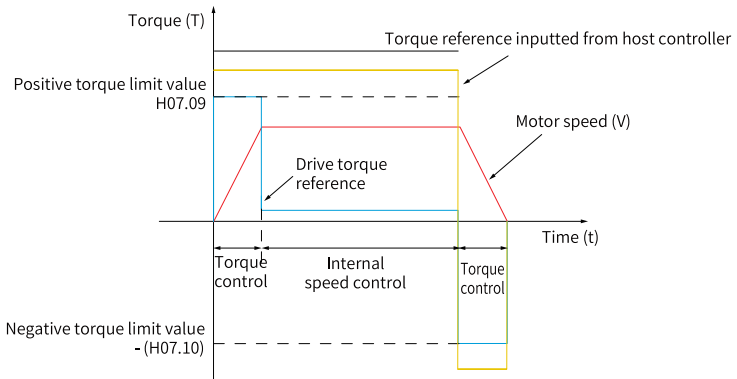 Torque (T)
Torque reference inputted from host controller
Positive torque limit value
H07.09
Motor speed (V)
Drive torque
reference
Time (t)
Torque
control
Internal
speed control
Torque
control
Negative torque limit value
- (H07.10)